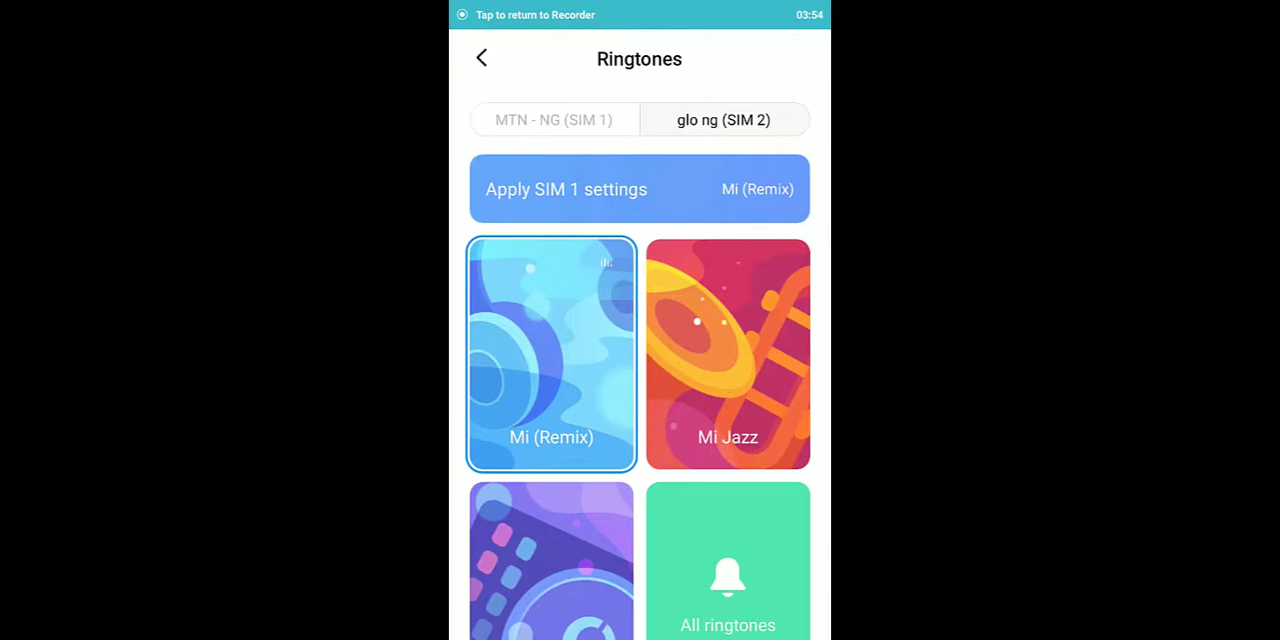 Tap to return to Recorder 03:54
Ringtones
MTN - NG (SIM 1) glo ng (SIM 2)
Apply SIM 1 settings Mi (Remix)
Mi (Remix) Mi Jazz
All ringtones